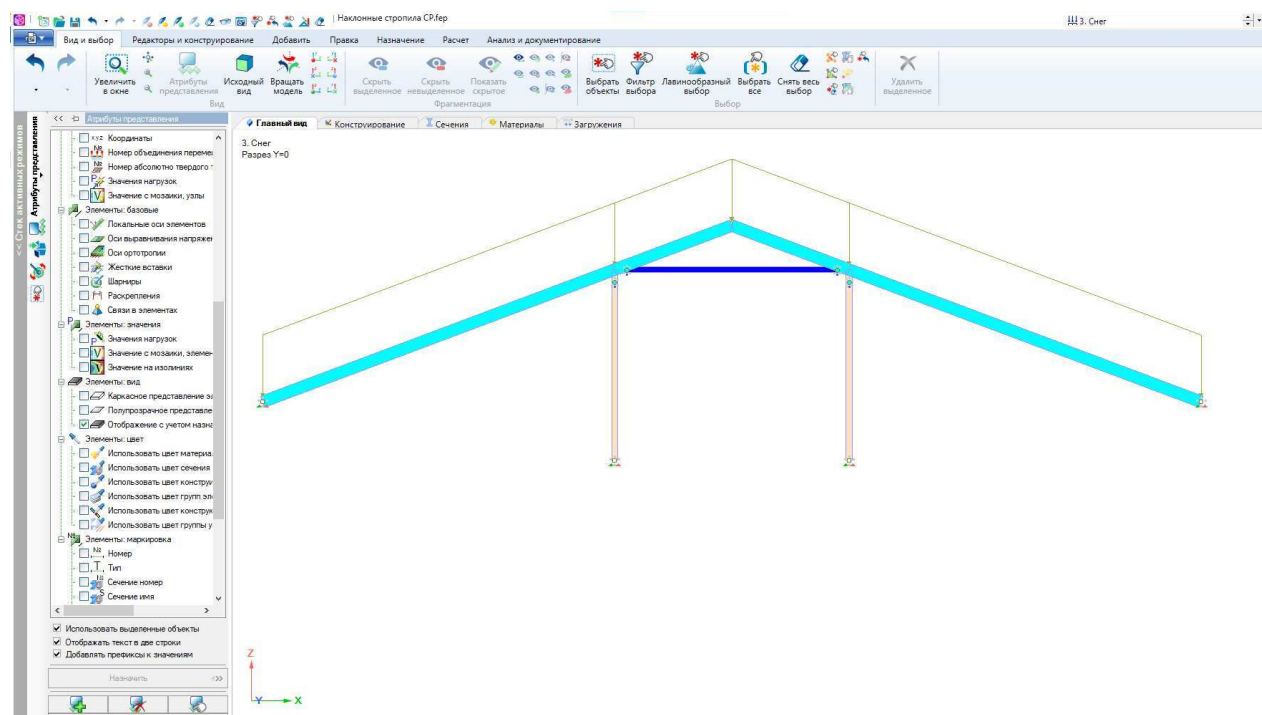 Наклонные стропила СР.fep
3. Снег
Вид и выбор
Редакторы и конструирование
Добавить
Правка
Назначение
Расчет
Анализ и документирование
Увеличить в окне
Атрибуты представления
Исходный вид
Вращать модель
Скрыть выделенное
Скрыть невыделенное
Показать скрытое
Выбрать объекты
Фильтр выбора
Лавинообразный выбор
Выбрать все
Снять весь выбор
Удалить выделенное
Вид
Фрагментация
Выбор
<< Стек активных режимов
Атрибуты представления
<<
Атрибуты представления
Координаты
Номер объединения переме
Номер абсолютно твердого т
Значения нагрузок
Значение с мозаики, узлы
Элементы: базовые
Локальные оси элементов
Оси выравнивания напряжен
Оси ортотропии
Жесткие вставки
Шарниры
Раскрепления
Связи в элементах
Элементы: значения
Значения нагрузок
Значение с мозаики, элемен
Значение на изолиниях
Элементы: вид
Каркасное представление эл
Полупрозрачное представле
Отображение с учетом назна
Элементы: цвет
Использовать цвет материа
Использовать цвет сечения
Использовать цвет конструи
Использовать цвет групп эл
Использовать цвет конструк
Использовать цвет группы у
Элементы: маркировка
Номер
Тип
Сечение номер
Сечение имя
Использовать выделенные объекты
Отображать текст в две строки
Добавлять префиксы к значениям
Назначить
Главный вид
Конструирование
Сечения
Материалы
Загружения
3. Снег
Разрез Y=0
Z
Y
X